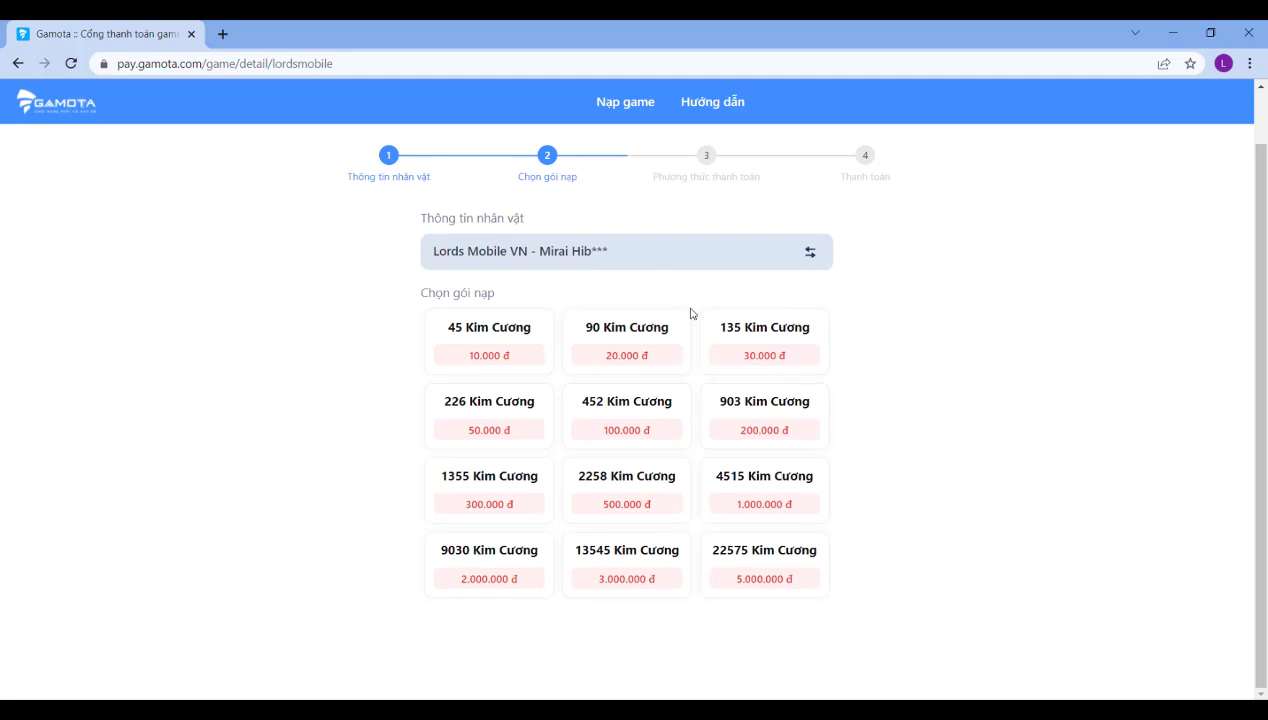 Gamota :: Cổng thanh toán gam
pay.gamota.com/game/detail/lordsmobile
L
GAMOTA
Nạp game Hướng dẫn
1 2 3 4
Thông tin nhân vật Chọn gói nạp Phương thức thanh toán Thanh toán
Thông tin nhân vật
Lords Mobile VN - Mirai Hib***
Chọn gói nạp
45 Kim Cương 90 Kim Cương 135 Kim Cương
10.000 đ 20.000 đ 30.000 đ
226 Kim Cương 452 Kim Cương 903 Kim Cương
50.000 đ 100.000 đ 200.000 đ
1355 Kim Cương 2258 Kim Cương 4515 Kim Cương
300.000 đ 500.000 đ 1.000.000 đ
9030 Kim Cương 13545 Kim Cương 22575 Kim Cương
2.000.000 đ 3.000.000 đ 5.000.000 đ